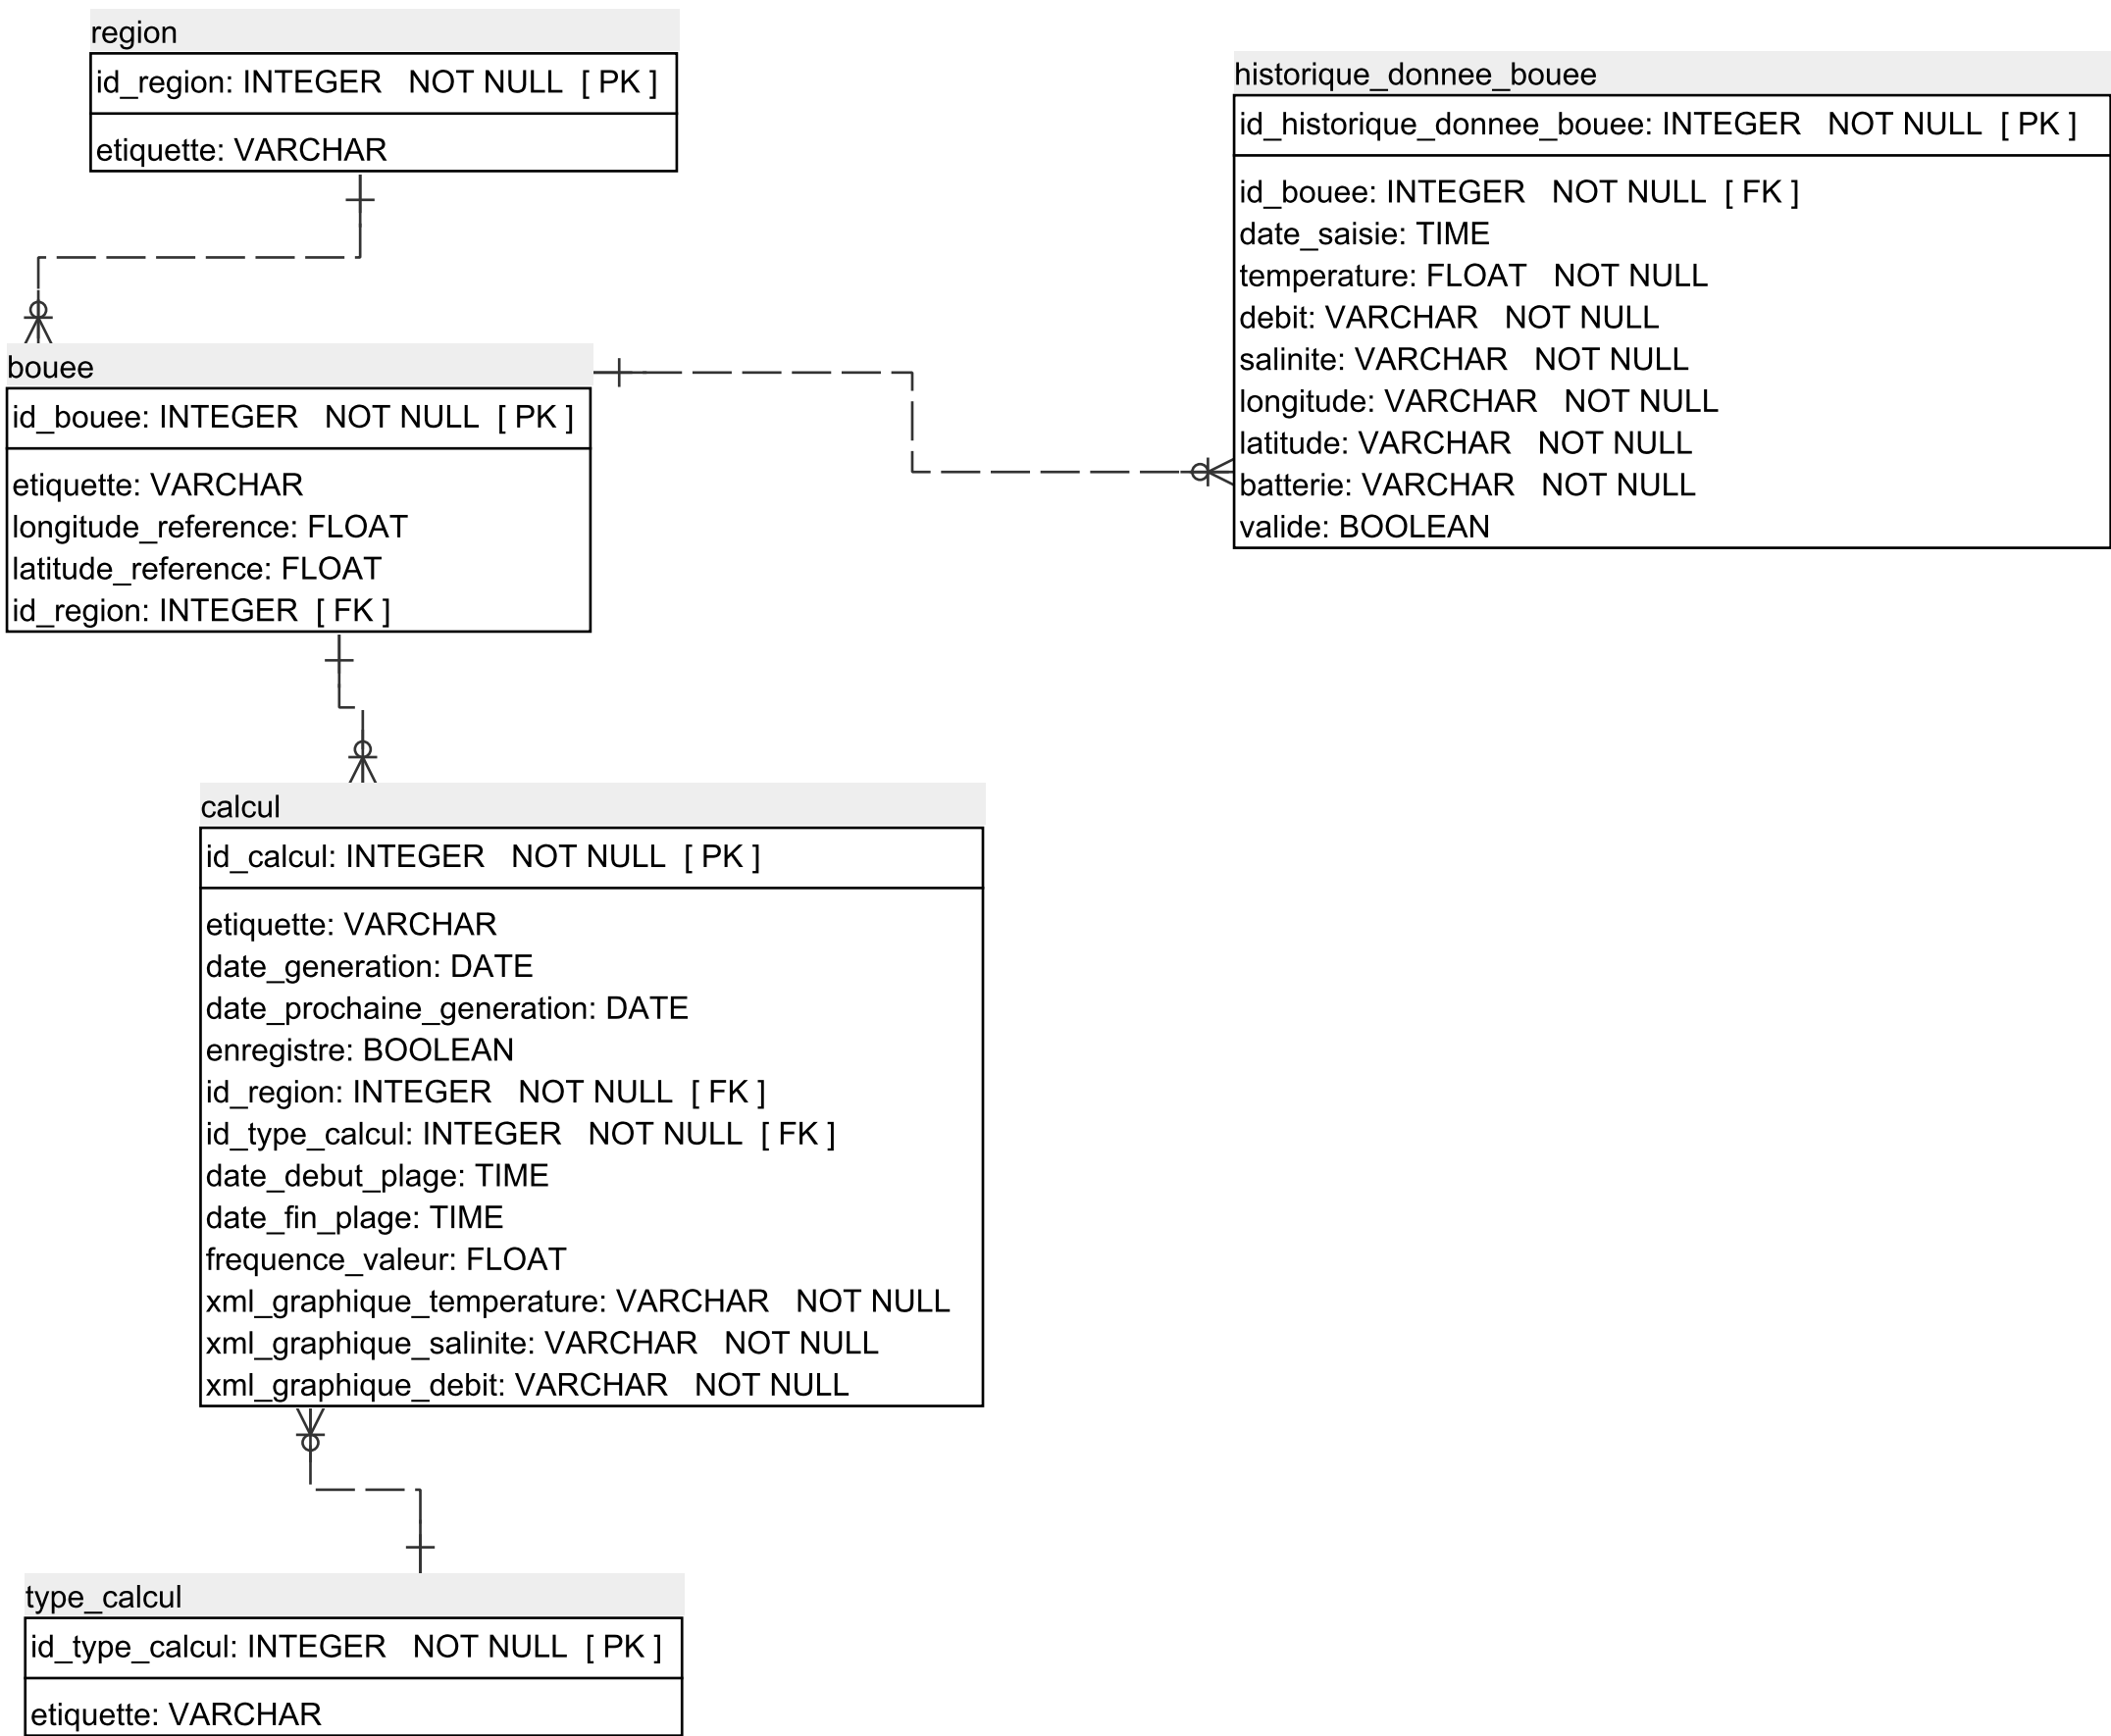 region
id_region: INTEGER NOT NULL [ PK ]
etiquette: VARCHAR
historique_donnee_bouee
id_historique_donnee_bouee: INTEGER NOT NULL [ PK ]
id_bouee: INTEGER NOT NULL [ FK ]
date_saisie: TIME
temperature: FLOAT NOT NULL
debit: VARCHAR NOT NULL
salinite: VARCHAR NOT NULL
longitude: VARCHAR NOT NULL
latitude: VARCHAR NOT NULL
batterie: VARCHAR NOT NULL
valide: BOOLEAN
bouee
id_bouee: INTEGER NOT NULL [ PK ]
etiquette: VARCHAR
longitude_reference: FLOAT
latitude_reference: FLOAT
id_region: INTEGER [ FK ]
calcul
id_calcul: INTEGER NOT NULL [ PK ]
etiquette: VARCHAR
date_generation: DATE
date_prochaine_generation: DATE
enregistre: BOOLEAN
id_region: INTEGER NOT NULL [ FK ]
id_type_calcul: INTEGER NOT NULL [ FK ]
date_debut_plage: TIME
date_fin_plage: TIME
frequence_valeur: FLOAT
xml_graphique_temperature: VARCHAR NOT NULL
xml_graphique_salinite: VARCHAR NOT NULL
xml_graphique_debit: VARCHAR NOT NULL
type_calcul
id_type_calcul: INTEGER NOT NULL [ PK ]
etiquette: VARCHAR